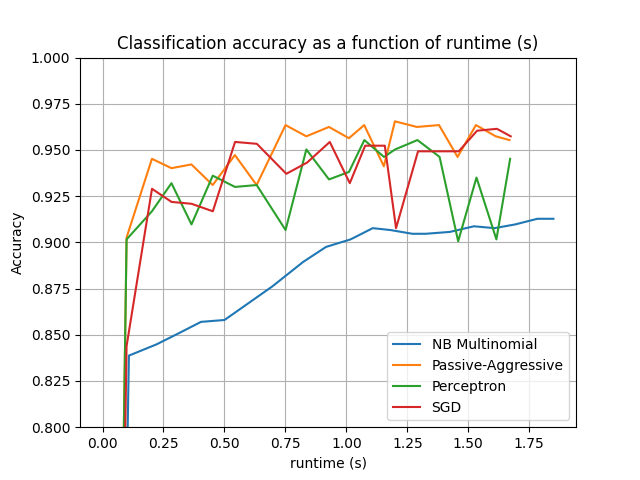 Classification accuracy as a function of runtime (s)
1.000
0.975
0.950
0.925
0.900
0.875
0.850
0.825
0.800
Accuracy
NB Multinomial
Passive-Aggressive
Perceptron
SGD
0.00 0.25 0.50 0.75 1.00 1.25 1.50 1.75
runtime (s)